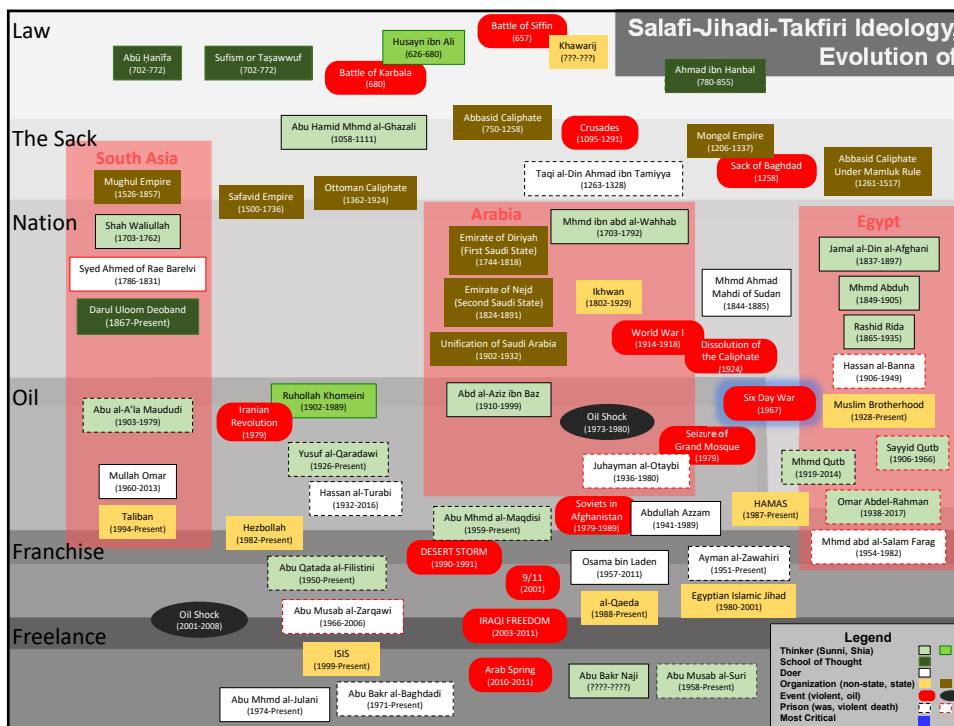 Law
Salafi-Jihadi-Takfiri Ideology,
Evolution of
Battle of Siffin
(657)
Husayn ibn Ali
(626-680)
Khawarij
(???-???)
Abū Ḥanīfa
(702-772)
Sufism or Taṣawwuf
(702-772)
Battle of Karbala
(680)
Ahmad ibn Hanbal
(780-855)
The Sack
Abu Hamid Mhmd al-Ghazali
(1058-1111)
Abbasid Caliphate
(750-1258)
Crusades
(1095-1291)
Mongol Empire
(1206-1337)
South Asia
Mughul Empire
(1526-1857)
Safavid Empire
(1500-1736)
Ottoman Caliphate
(1362-1924)
Taqi al-Din Ahmad ibn Tamiyya
(1263-1328)
Sack of Baghdad
(1258)
Abbasid Caliphate
Under Mamluk Rule
(1261-1517)
Nation
Shah Waliullah
(1703-1762)
Syed Ahmed of Rae Barelvi
(1786-1831)
Darul Uloom Deoband
(1867-Present)
Arabia
Mhmd ibn abd al-Wahhab
(1703-1792)
Emirate of Diriyah
(First Saudi State)
(1744-1818)
Emirate of Nejd
(Second Saudi State)
(1824-1891)
Ikhwan
(1802-1929)
Unification of Saudi Arabia
(1902-1932)
Mhmd Ahmad
Mahdi of Sudan
(1844-1885)
World War I
(1914-1918)
Dissolution of
the Caliphate
(1924)
Egypt
Jamal al-Din al-Afghani
(1837-1897)
Mhmd Abduh
(1849-1905)
Rashid Rida
(1865-1935)
Hassan al-Banna
(1906-1949)
Oil
Abu al-A’la Maududi
(1903-1979)
Iranian
Revolution
(1979)
Ruhollah Khomeini
(1902-1989)
Abd al-Aziz ibn Baz
(1910-1999)
Oil Shock
(1973-1980)
Six Day War
(1967)
Muslim Brotherhood
(1928-Present)
Yusuf al-Qaradawi
(1926-Present)
Seizure of
Grand Mosque
(1979)
Sayyid Qutb
(1906-1966)
Mullah Omar
(1960-2013)
Hassan al-Turabi
(1932-2016)
Juhayman al-Otaybi
(1936-1980)
Mhmd Qutb
(1919-2014)
Taliban
(1994-Present)
Hezbollah
(1982-Present)
Abu Mhmd al-Maqdisi
(1959-Present)
Soviets in
Afghanistan
(1979-1989)
Abdullah Azzam
(1941-1989)
HAMAS
(1987-Present)
Omar Abdel-Rahman
(1938-2017)
Mhmd abd al-Salam Farag
(1954-1982)
Franchise
DESERT STORM
(1990-1991)
Abu Qatada al-Filistini
(1950-Present)
9/11
(2001)
Osama bin Laden
(1957-2011)
Ayman al-Zawahiri
(1951-Present)
Oil Shock
(2001-2008)
Abu Musab al-Zarqawi
(1966-2006)
al-Qaeda
(1988-Present)
Egyptian Islamic Jihad
(1980-2001)
Freelance
IRAQI FREEDOM
(2003-2011)
ISIS
(1999-Present)
Arab Spring
(2010-2011)
Abu Bakr Naji
(????-????)
Abu Musab al-Suri
(1958-Present)
Abu Mhmd al-Julani
(1974-Present)
Abu Bakr al-Baghdadi
(1971-Present)
Legend
Thinker (Sunni, Shia)
School of Thought
Doer
Organization (non-state, state)
Event (violent, oil)
Prison (was, violent death)
Most Critical